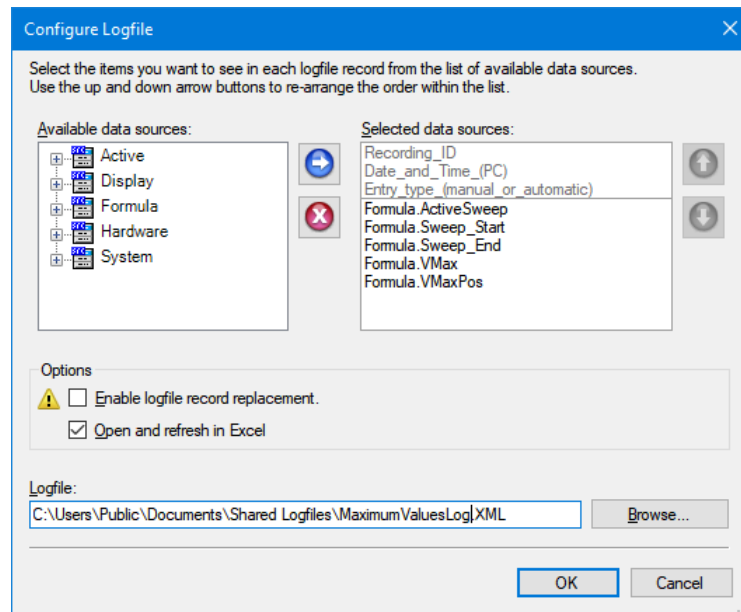 Configure Logfile
Select the items you want to see in each logfile record from the list of available data sources.
Use the up and down arrow buttons to re-arrange the order within the list.
Available data sources:
Active
Display
Formula
Hardware
System
Selected data sources:
Recording_ID
Date_and_Time_(PC)
Entry_type_(manual_or_automatic)
Formula.ActiveSweep
Formula.Sweep_Start
Formula.Sweep_End
Formula.VMax
Formula.VMaxPos
Options
Enable logfile record replacement.
Open and refresh in Excel
Logfile:
C:\Users\Public\Documents\Shared Logfiles\MaximumValuesLog.XML
Browse...
OK
Cancel